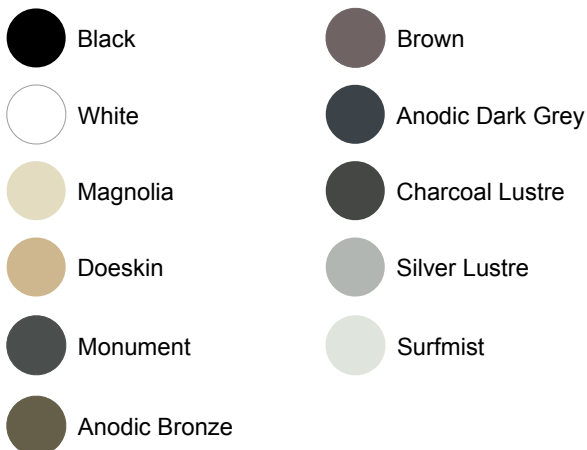 Black
White
Magnolia
Doeskin
Monument
Anodic Bronze
Brown
Anodic Dark Grey
Charcoal Lustre
Silver Lustre
Surfmist